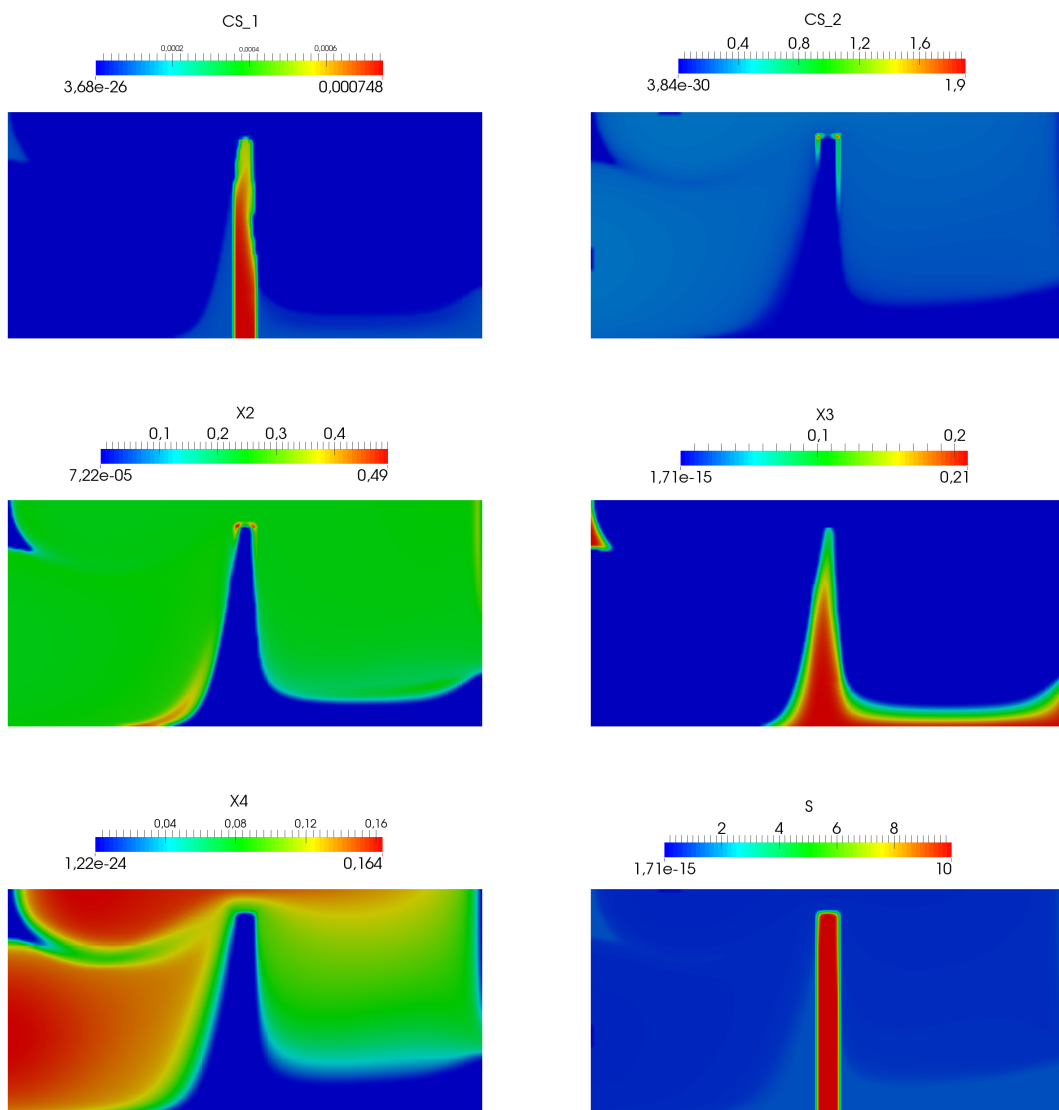 CS_1
0,0002 0,0004 0,0006
3,68e-26 0,000748
CS_2
0,4 0,8 1,2 1,6
3,84e-30 1,9
X2
0,1 0,2 0,3 0,4
7,22e-05 0,49
X3
0,1 0,2
1,71e-15 0,21
X4
0,04 0,08 0,12 0,16
1,22e-24 0,164
S
2 4 6 8
1,71e-15 10